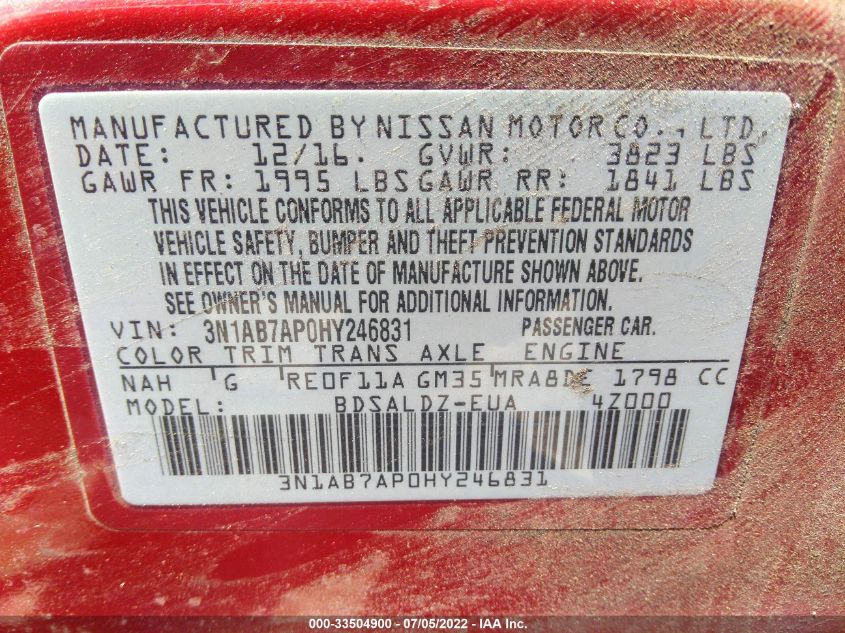 MANUFACTURED BY NISSAN MOTOR CO., LTD.
DATE: 12/16. GVWR: 3823 LBS
GAWR FR: 1995 LBS GAWR RR: 1841 LBS
THIS VEHICLE CONFORMS TO ALL APPLICABLE FEDERAL MOTOR
VEHICLE SAFETY, BUMPER AND THEFT PREVENTION STANDARDS
IN EFFECT ON THE DATE OF MANUFACTURE SHOWN ABOVE.
SEE OWNER'S MANUAL FOR ADDITIONAL INFORMATION.
VIN: 3N1AB7AP0HY246831 PASSENGER CAR.
COLOR TRIM TRANS AXLE ENGINE
NAH G RE0F11A GM35 MRA8DE 1798 CC
MODEL: BDSALDZ-EUA 4Z000
3N1AB7AP0HY246831
000-33504900 - 07/05/2022 - IAA Inc.